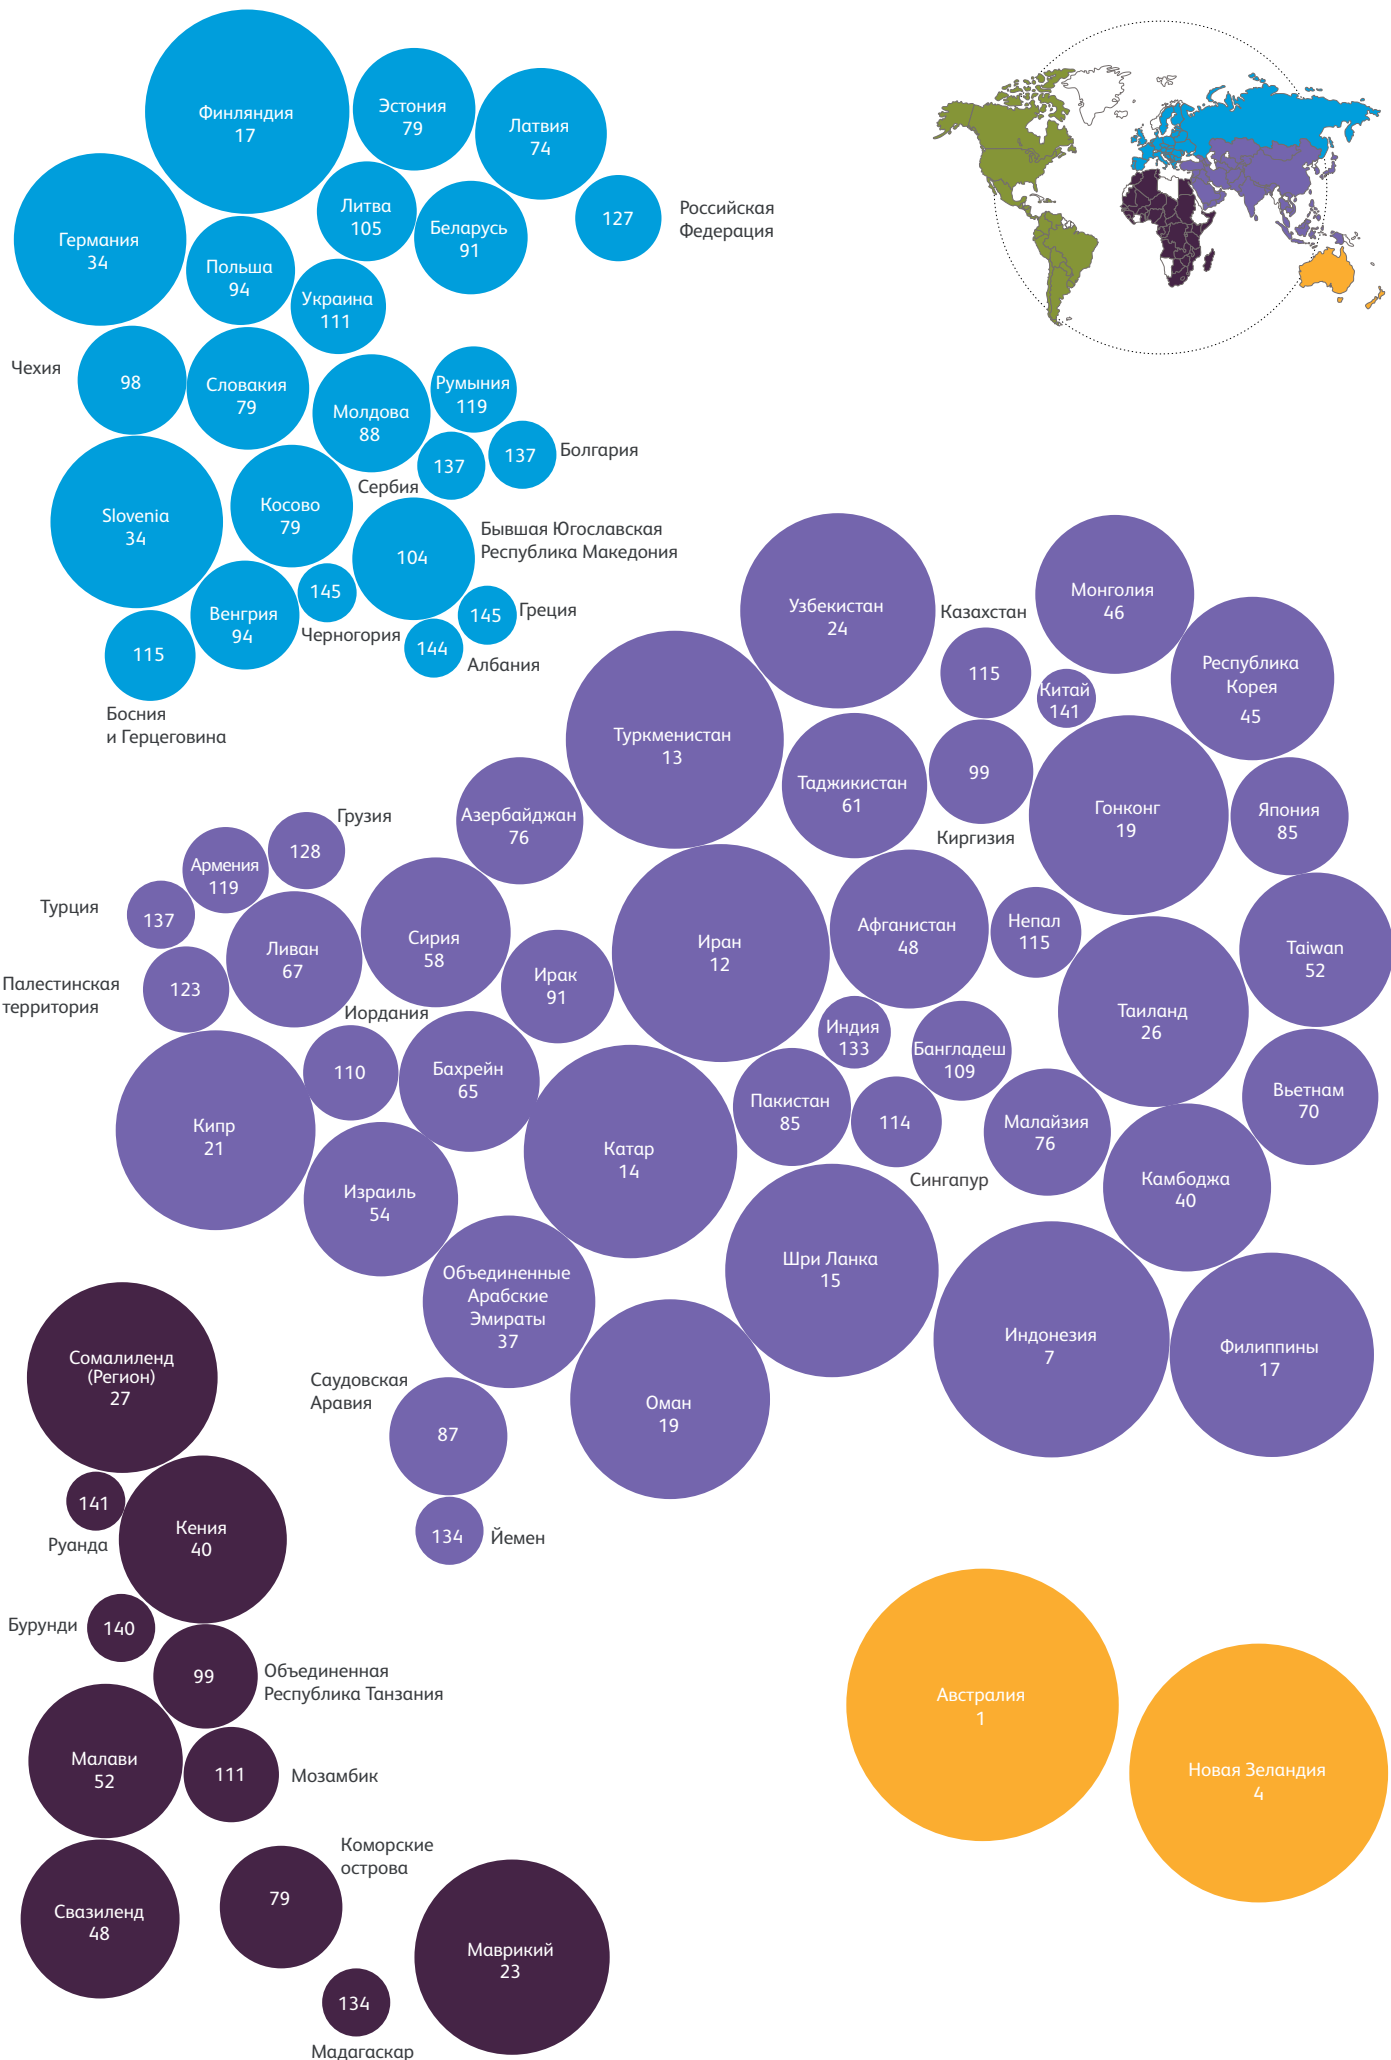 Финляндия
17
Эстония
79
Латвия
74
Российская
Федерация
127
Литва
105
Беларусь
91
Германия
34
Польша
94
Украина
111
Чехия
98
Словакия
79
Молдова
88
Румыния
119
Болгария
137
Сербия
137
Slovenia
34
Косово
79
Бывшая Югославская
Республика Македония
104
Венгрия
94
145
Черногория
145
Греция
144
Албания
115
Босния
и Герцеговина
Узбекистан
24
Казахстан
115
Монголия
46
Китай
141
Республика
Корея
45
Туркменистан
13
Таджикистан
61
99
Киргизия
Гонконг
19
Япония
85
Азербайджан
76
Грузия
128
Армения
119
Турция
137
Ливан
67
Сирия
58
Ирак
91
Иран
12
Афганистан
48
Непал
115
Taiwan
52
Палестинская
территория
123
Иордания
110
Бахрейн
65
Индия
133
Бангладеш
109
Таиланд
26
Вьетнам
70
Кипр
21
Катар
14
Пакистан
85
114
Сингапур
Малайзия
76
Камбоджа
40
Израиль
54
Объединенные
Арабские
Эмираты
37
Шри Ланка
15
Индонезия
7
Филиппины
17
Саудовская
Аравия
87
Оман
19
134
Йемен
Сомалиленд
(Регион)
27
141
Руанда
Кения
40
Бурунди
140
99
Объединенная
Республика Танзания
Малави
52
111
Мозамбик
Свазиленд
48
Коморские
острова
79
Маврикий
23
134
Мадагаскар
Австралия
1
Новая Зеландия
4